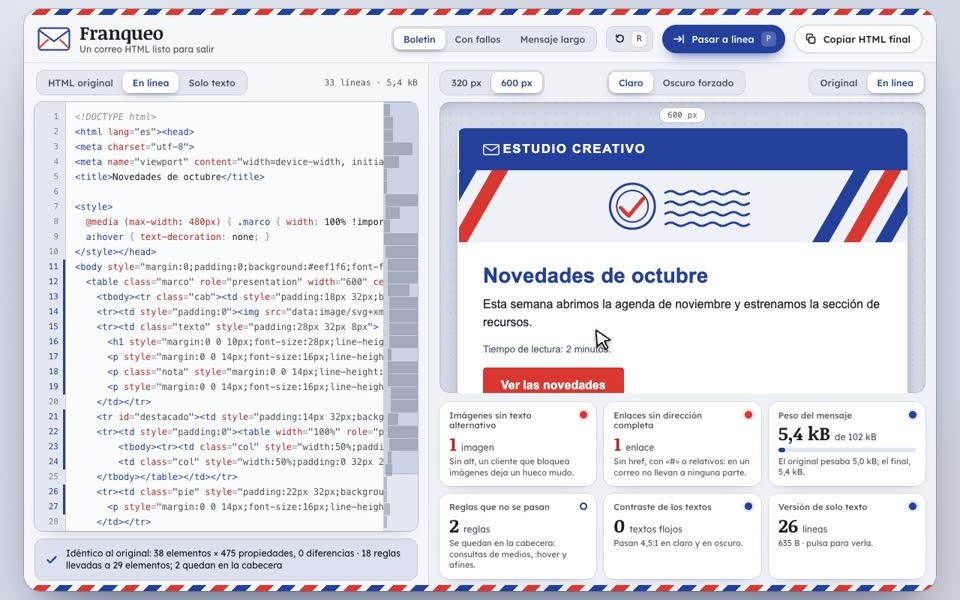 Franqueo
Un correo HTML listo para salir
Boletín
Con fallos
Mensaje largo
R
Pasar a línea P
Copiar HTML final
HTML original
En línea
Solo texto
33 líneas · 5,4 kB
1 <!DOCTYPE html>
2 <html lang="es"><head>
3 <meta charset="utf-8">
4 <meta name="viewport" content="width=device-width, initia
5 <title>Novedades de octubre</title>
6
7 <style>
8 @media (max-width: 480px) { .marco { width: 100% !impor
9 a:hover { text-decoration: none; }
10 </style></head>
11 <body style="margin:0;padding:0;background:#eef1f6;font-f
12 <table class="marco" role="presentation" width="600" ce
13 <tbody><tr class="cab"><td style="padding:18px 32px;b
14 <tr><td style="padding:0"><img src="data:image/svg+xm
15 <tr><td class="texto" style="padding:28px 32px 8px">
16 <h1 style="margin:0 0 10px;font-size:28px;line-heig
17 <p style="margin:0 0 14px;font-size:16px;line-heigh
18 <p class="nota" style="margin:0 0 14px;line-height:
19 <p style="margin:0 0 14px;font-size:16px;line-heigh
20 </td></tr>
21 <tr id="destacado"><td style="padding:14px 32px;backg
22 <tr><td style="padding:0"><table width="100%" role="p
23 <tbody><tr><td class="col" style="width:50%;paddi
24 <td class="col" style="width:50%;padding:0 32px 2
25 </tr></tbody></table></td></tr>
26 <tr><td class="pie" style="padding:22px 32px;backgrou
27 <p style="margin:0 0 14px;font-size:16px;line-heigh
28 </td></tr>
Idéntico al original: 38 elementos × 475 propiedades, 0 diferencias · 18 reglas
llevadas a 29 elementos; 2 quedan en la cabecera
320 px
600 px
Claro
Oscuro forzado
Original
En línea
600 px
ESTUDIO CREATIVO
Novedades de octubre
Esta semana abrimos la agenda de noviembre y estrenamos la sección de
recursos.
Tiempo de lectura: 2 minutos.
Ver las novedades
Imágenes sin texto
alternativo
1 imagen
Sin alt, un cliente que bloquea
imágenes deja un hueco mudo.
Enlaces sin dirección
completa
1 enlace
Sin href, con «#» o relativos: en un
correo no llevan a ninguna parte.
Peso del mensaje
5,4 kB de 102 kB
El original pesaba 5,0 kB; el final,
5,4 kB.
Reglas que no se pasan
2 reglas
Se quedan en la cabecera:
consultas de medios, :hover y
afines.
Contraste de los textos
0 textos flojos
Pasan 4,5:1 en claro y en oscuro.
Versión de solo texto
26 líneas
635 B · pulsa para verla.